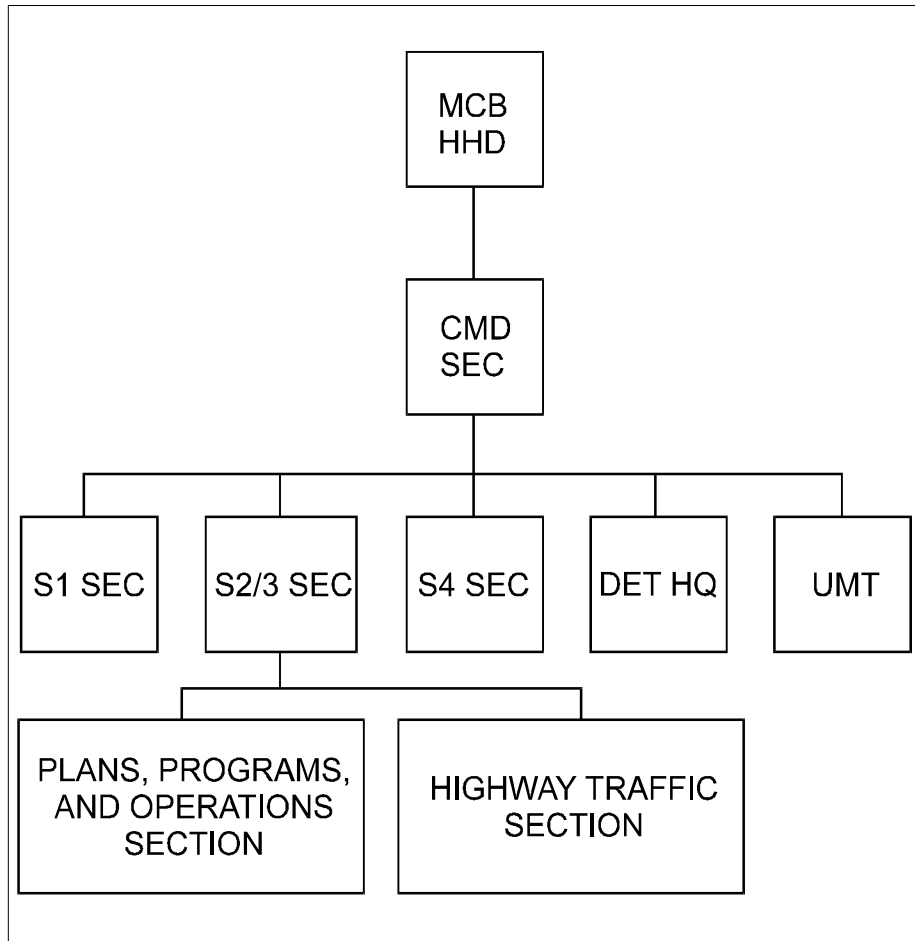 MCB
HHD
CMD
SEC
S1 SEC
S2/3 SEC
S4 SEC
DET HQ
UMT
PLANS, PROGRAMS,
AND OPERATIONS
SECTION
HIGHWAY TRAFFIC
SECTION